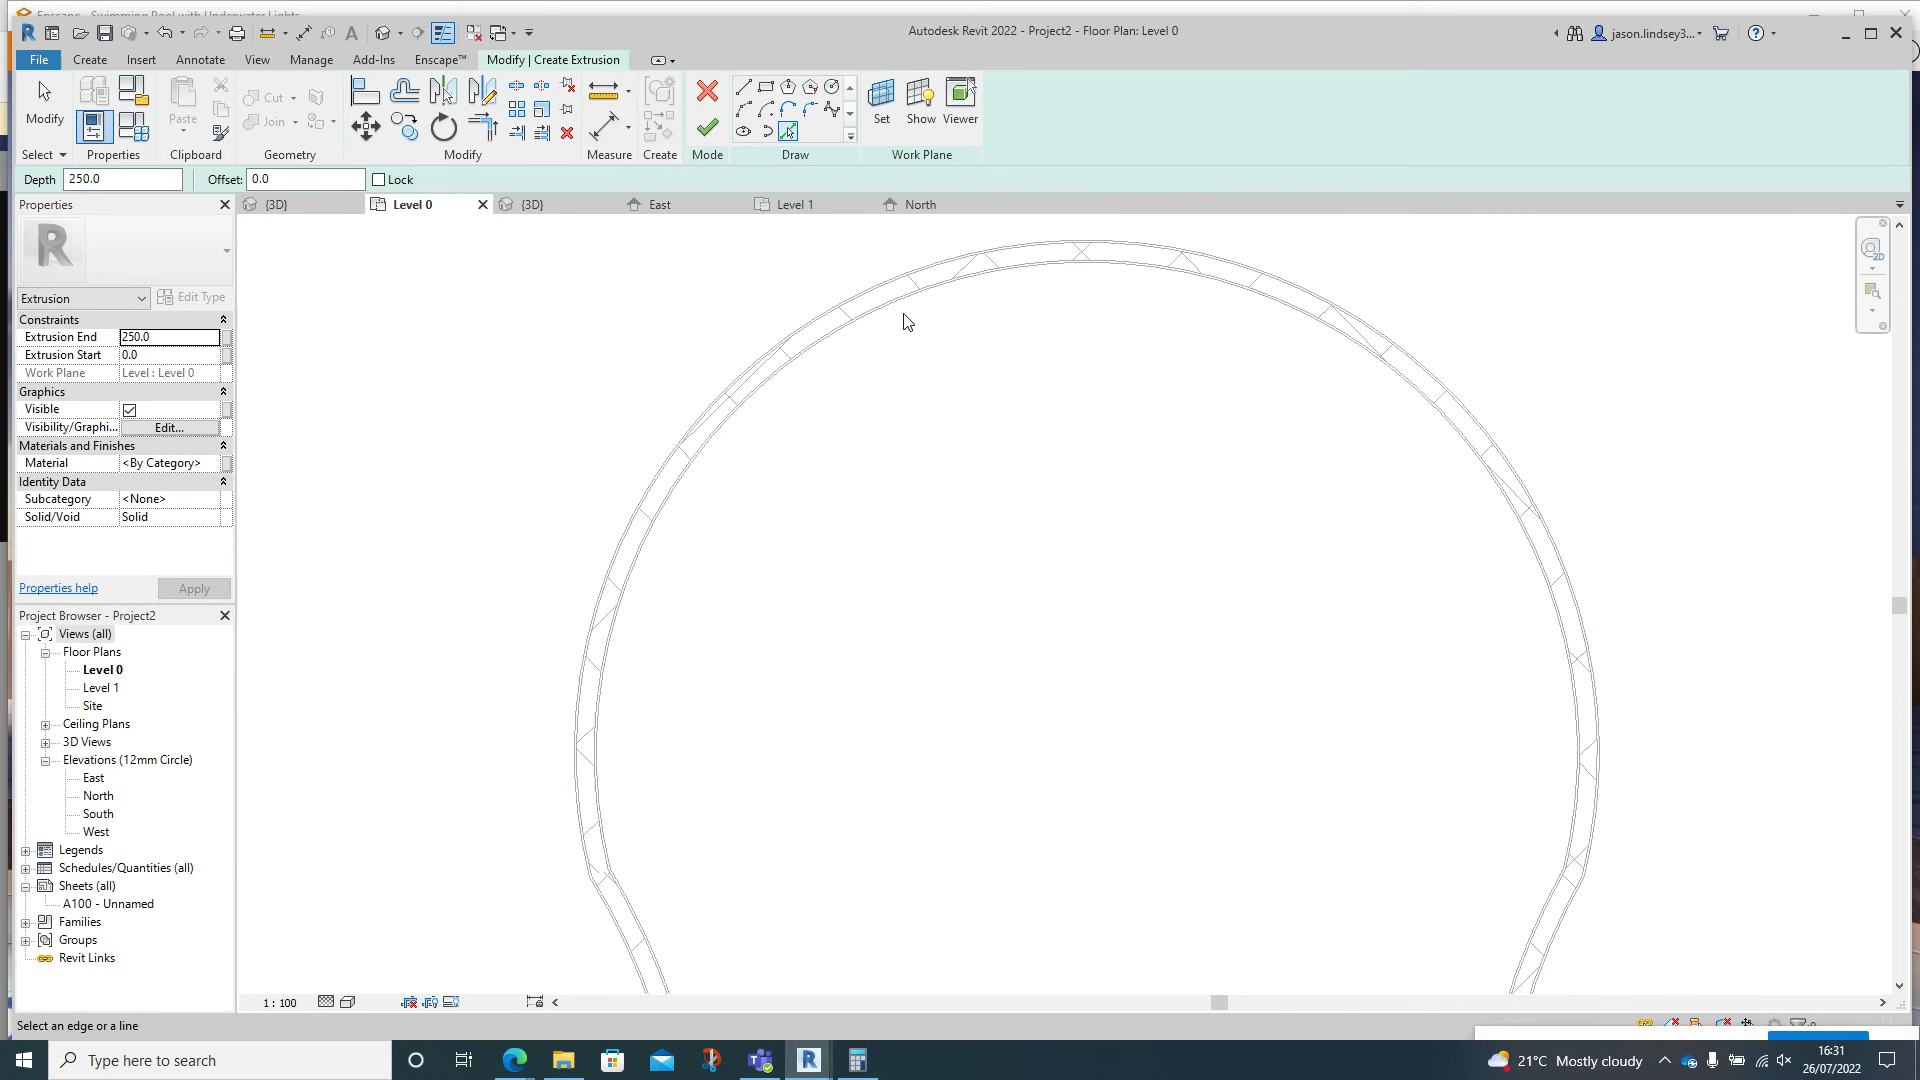 Enscape - Swimming Pool with Underwater Lights
Autodesk Revit 2022 - Project2 - Floor Plan: Level 0
jason.lindsey3...
File
Create
Insert
Annotate
View
Manage
Add-Ins
Enscape™
Modify | Create Extrusion
Modify
Paste
Cut
Join
Set
Show
Viewer
Select
Properties
Clipboard
Geometry
Modify
Measure
Create
Mode
Draw
Work Plane
Depth 250.0
Offset: 0.0
Lock
Properties
{3D}
Level 0
{3D}
East
Level 1
North
R
Extrusion
Edit Type
Constraints
Extrusion End 250.0
Extrusion Start 0.0
Work Plane Level : Level 0
Graphics
Visible
Visibility/Graphi... Edit...
Materials and Finishes
Material <By Category>
Identity Data
Subcategory <None>
Solid/Void Solid
Properties help
Apply
Project Browser - Project2
Views (all)
Floor Plans
Level 0
Level 1
Site
Ceiling Plans
3D Views
Elevations (12mm Circle)
East
North
South
West
Legends
Schedules/Quantities (all)
Sheets (all)
A100 - Unnamed
Families
Groups
Revit Links
2D
1 : 100
Select an edge or a line
Type here to search
21°C Mostly cloudy
16:31
26/07/2022